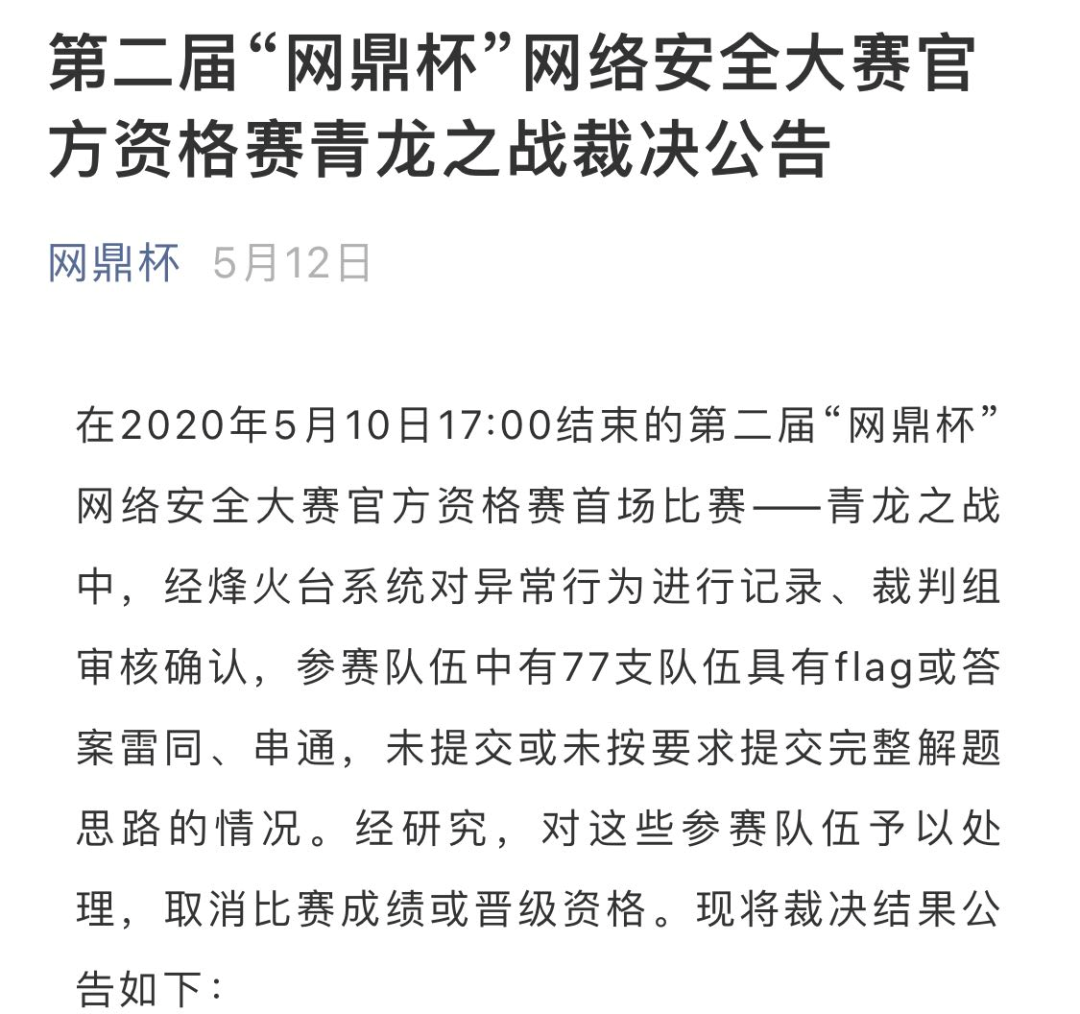 第二届“网鼎杯”网络安全大赛官
方资格赛青龙之战裁决公告
网鼎杯 5月12日
在2020年5月10日17:00结束的第二届“网鼎杯”
网络安全大赛官方资格赛首场比赛——青龙之战
中，经烽火台系统对异常行为进行记录、裁判组
审核确认，参赛队伍中有77支队伍具有flag或答
案雷同、串通，未提交或未按要求提交完整解题
思路的情况。经研究，对这些参赛队伍予以处
理，取消比赛成绩或晋级资格。现将裁决结果公
告如下：